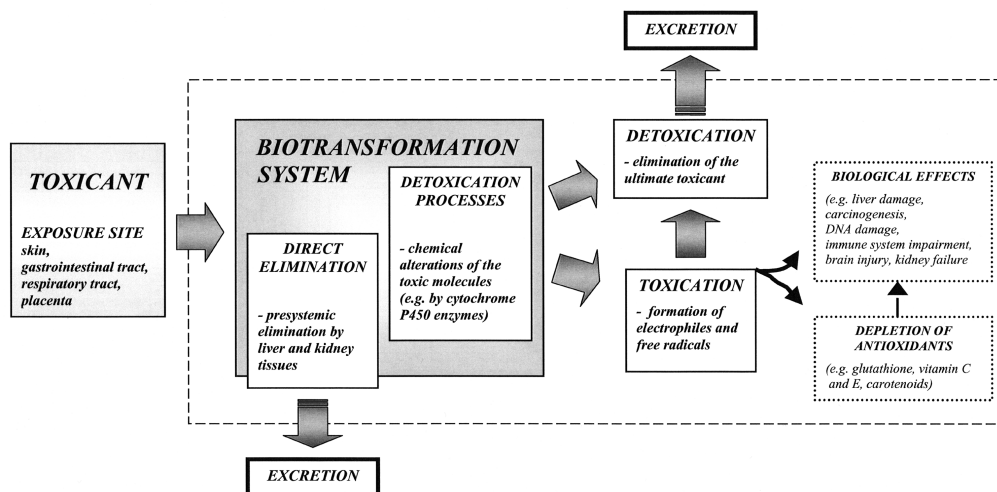 EXCRETION
TOXICANT
EXPOSURE SITE
skin,
gastrointestinal tract,
respiratory tract,
placenta
BIOTRANSFORMATION
SYSTEM
DIRECT
ELIMINATION
- presystemic
elimination by
liver and kidney
tissues
DETOXICATION
PROCESSES
- chemical
alterations of the
toxic molecules
(e.g. by cytochrome
P450 enzymes)
DETOXICATION
- elimination of the
ultimate toxicant
TOXICATION
- formation of
electrophiles and
free radicals
BIOLOGICAL EFFECTS
(e.g. liver damage,
carcinogenesis,
DNA damage,
immune system impairment,
brain injury, kidney failure
DEPLETION OF
ANTIOXIDANTS
(e.g. glutathione, vitamin C
and E, carotenoids)
EXCRETION